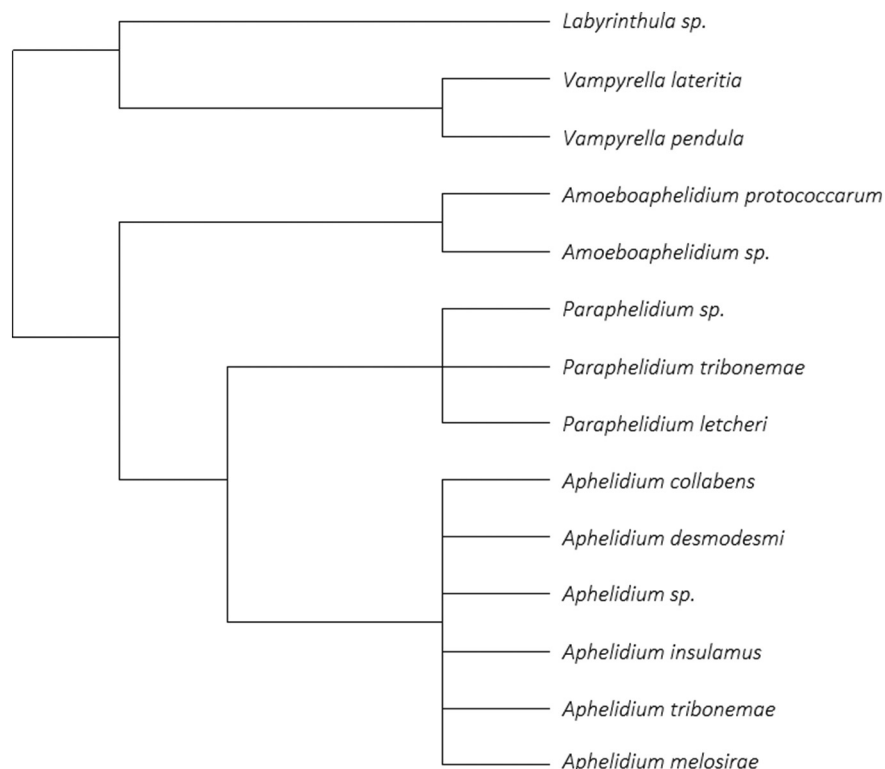 Labyrinthula sp.
Vampyrella lateritia
Vampyrella pendula
Amoeboaphelidium protococcarum
Amoeboaphelidium sp.
Paraphelidium sp.
Paraphelidium tribonemae
Paraphelidium letcheri
Aphelidium collabens
Aphelidium desmodesmi
Aphelidium sp.
Aphelidium insulamus
Aphelidium tribonemae
Aphelidium melosirae